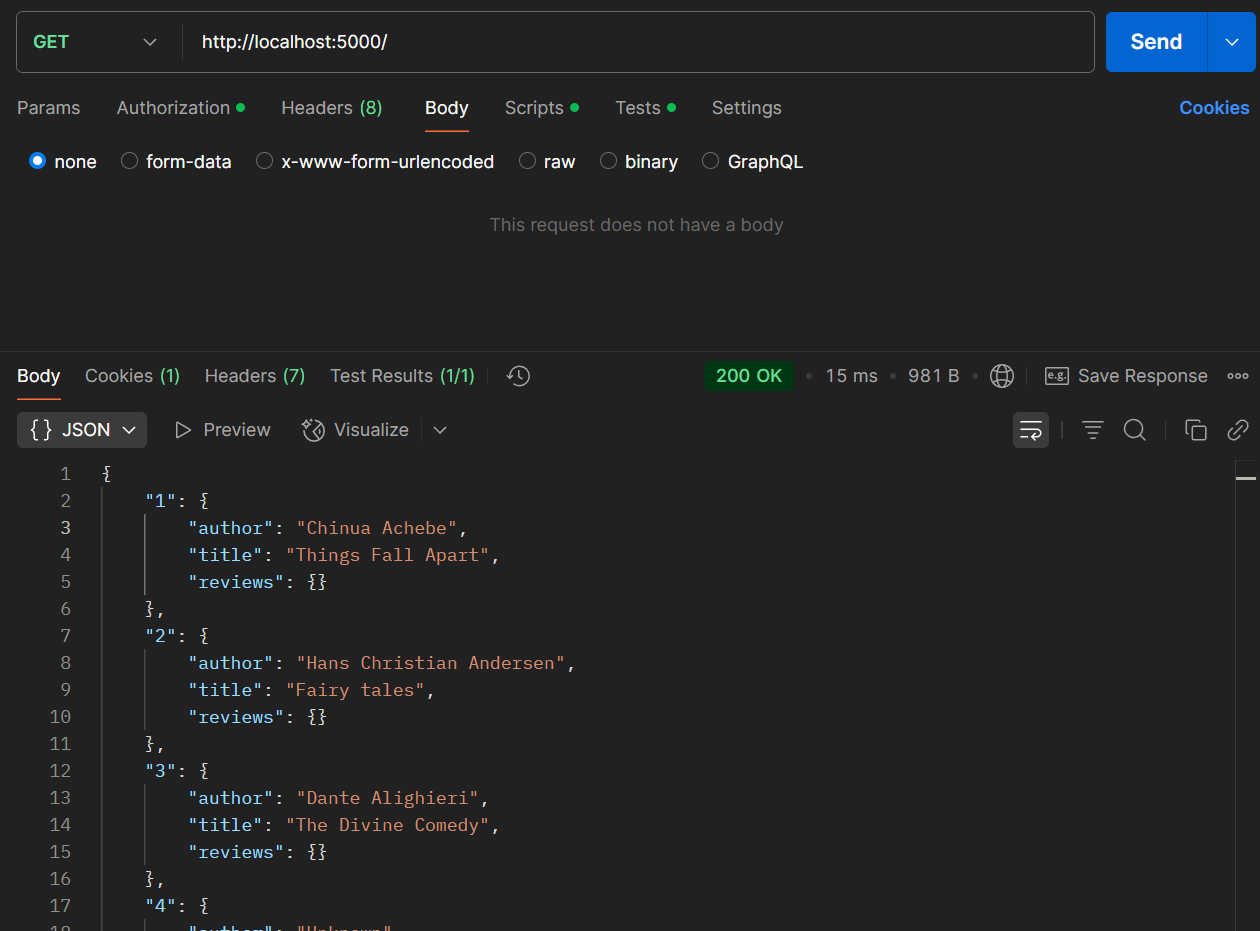 GET http://localhost:5000/ Send
Params Authorization Headers (8) Body Scripts Tests Settings Cookies
none form-data x-www-form-urlencoded raw binary GraphQL
This request does not have a body
Body Cookies (1) Headers (7) Test Results (1/1) 200 OK 15 ms 981 B e.g. Save Response
{} JSON Preview Visualize
1 {
2 "1": {
3 "author": "Chinua Achebe",
4 "title": "Things Fall Apart",
5 "reviews": {}
6 },
7 "2": {
8 "author": "Hans Christian Andersen",
9 "title": "Fairy tales",
10 "reviews": {}
11 },
12 "3": {
13 "author": "Dante Alighieri",
14 "title": "The Divine Comedy",
15 "reviews": {}
16 },
17 "4": {
18 "author": "Unknown"